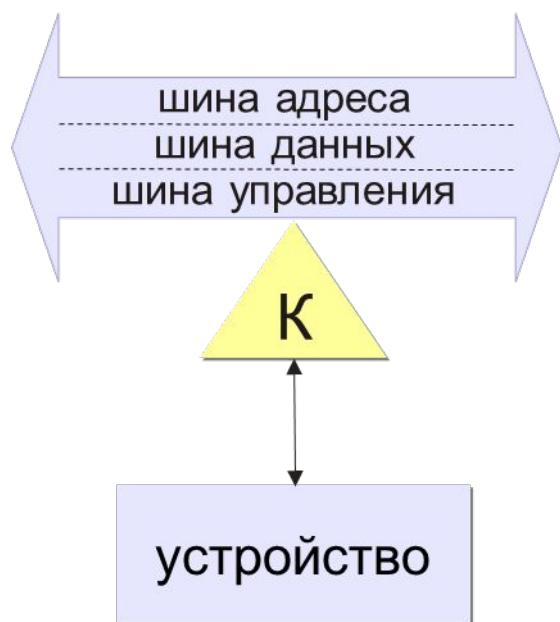 шина адреса
шина данных
шина управления
К
устройство